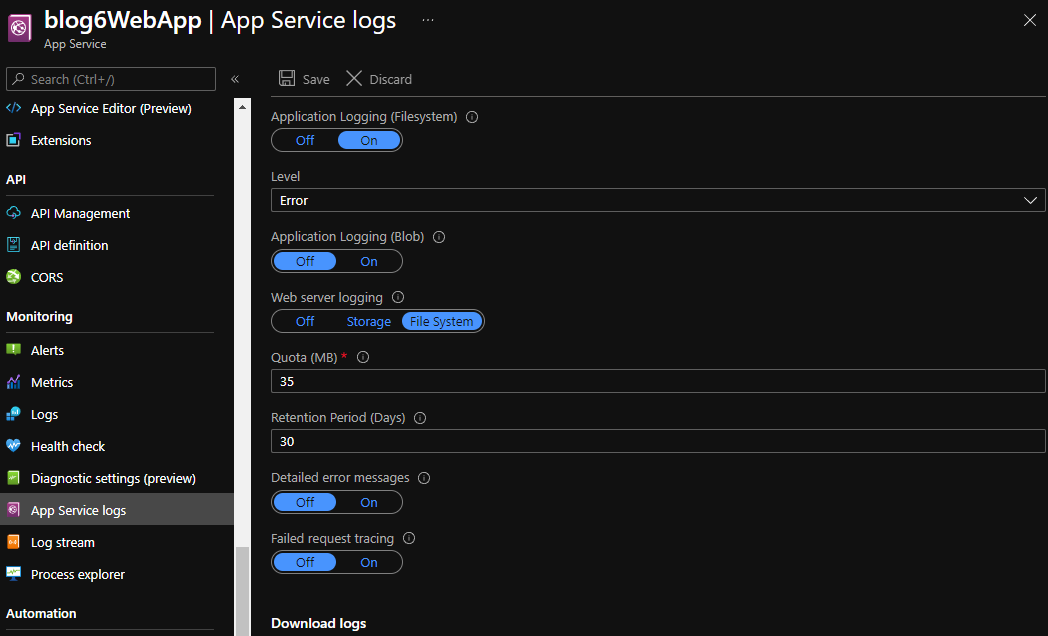 blog6WebApp | App Service logs ...
App Service
Search (Ctrl+/)
«
App Service Editor (Preview)
Extensions
API
API Management
API definition
CORS
Monitoring
Alerts
Metrics
Logs
Health check
Diagnostic settings (preview)
App Service logs
Log stream
Process explorer
Automation
Save Discard
Application Logging (Filesystem)
Off On
Level
Error
Application Logging (Blob)
Off On
Web server logging
Off Storage File System
Quota (MB) *
35
Retention Period (Days)
30
Detailed error messages
Off On
Failed request tracing
Off On
Download logs